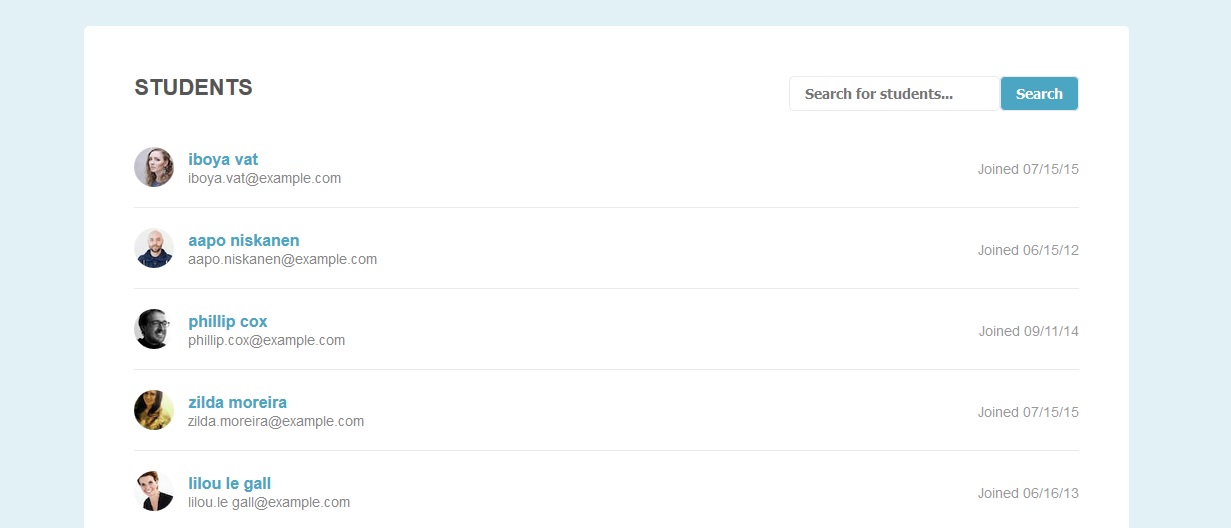 STUDENTS
Search for students...
Search
iboya vat
iboya.vat@example.com
Joined 07/15/15
aapo niskanen
aapo.niskanen@example.com
Joined 06/15/12
phillip cox
phillip.cox@example.com
Joined 09/11/14
zilda moreira
zilda.moreira@example.com
Joined 07/15/15
lilou le gall
lilou.le gall@example.com
Joined 06/16/13